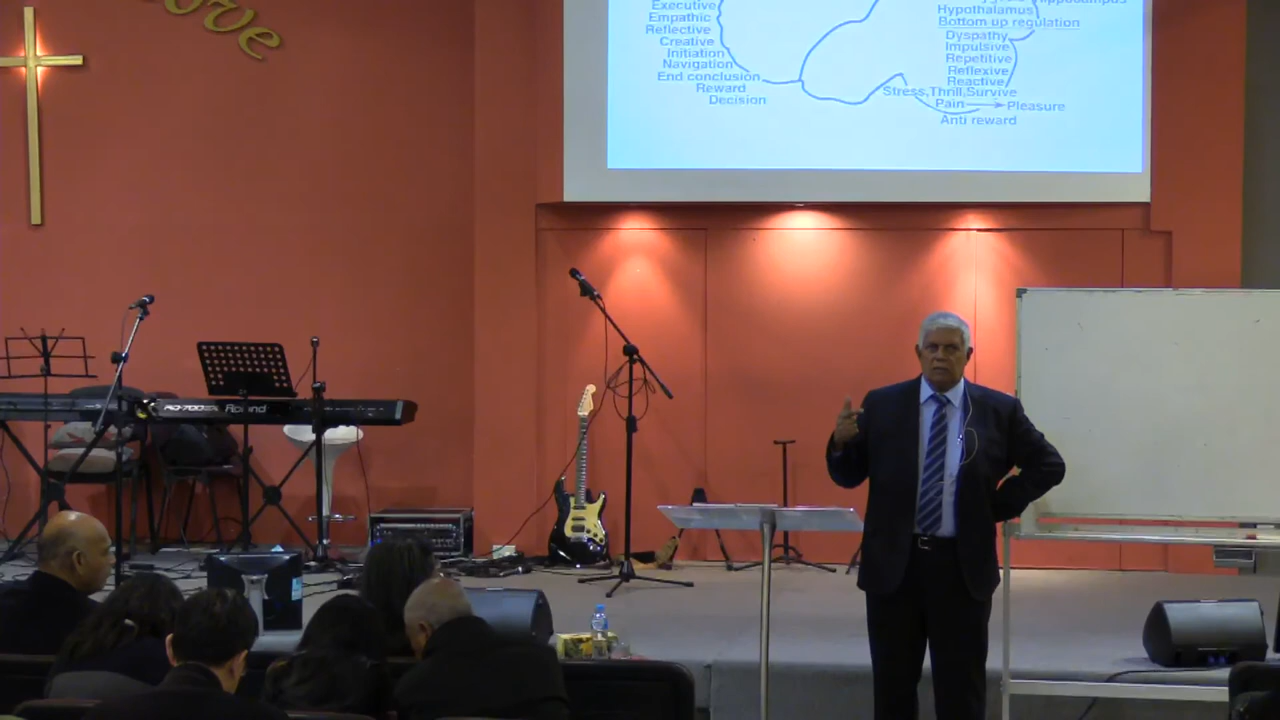 ove
Executive
Empathic
Reflective
Creative
Initiation
Navigation
End conclusion
Reward
Decision
Hypothalamus
Bottom up regulation
Dyspathy
Impulsive
Repetitive
Reflexive
Reactive
Stress,Thrill,Survive
Pain Pleasure
Anti reward
Roland